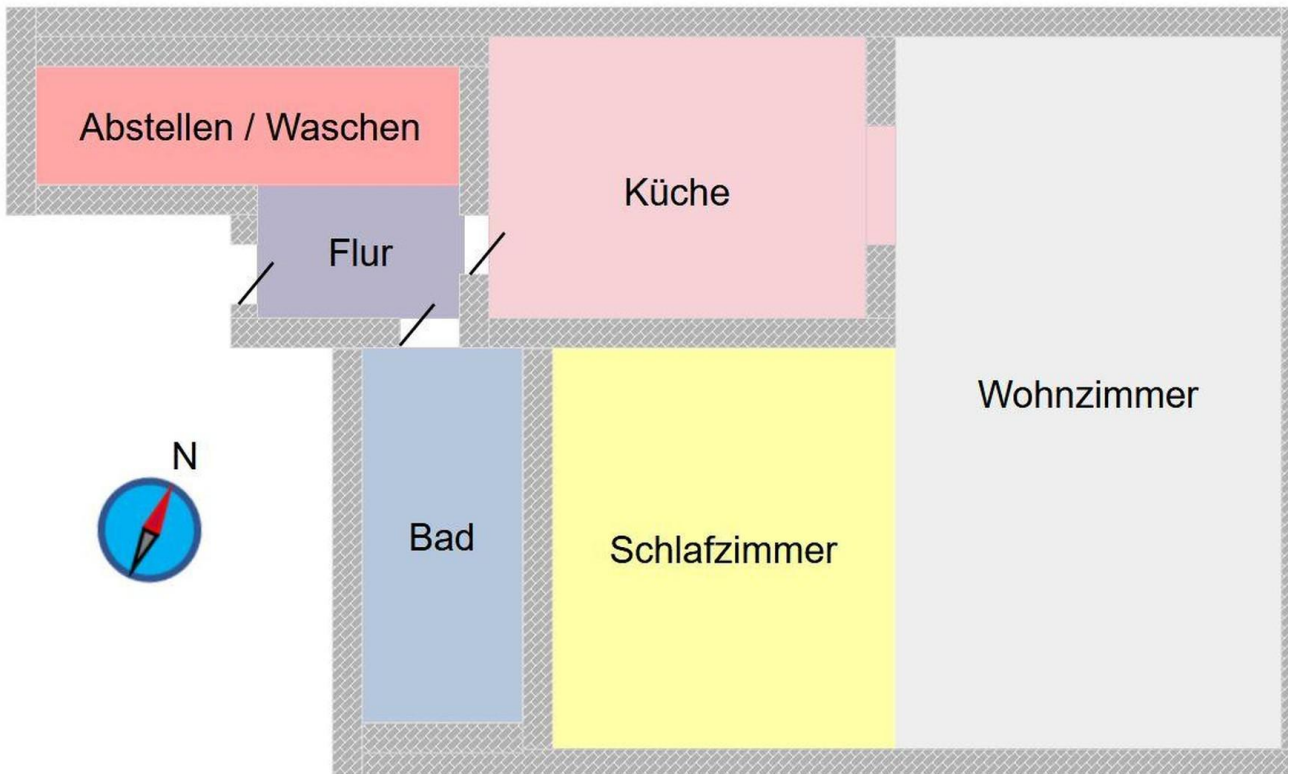 Abstellen / Waschen
Küche
Flur
Wohnzimmer
N
Bad
Schlafzimmer